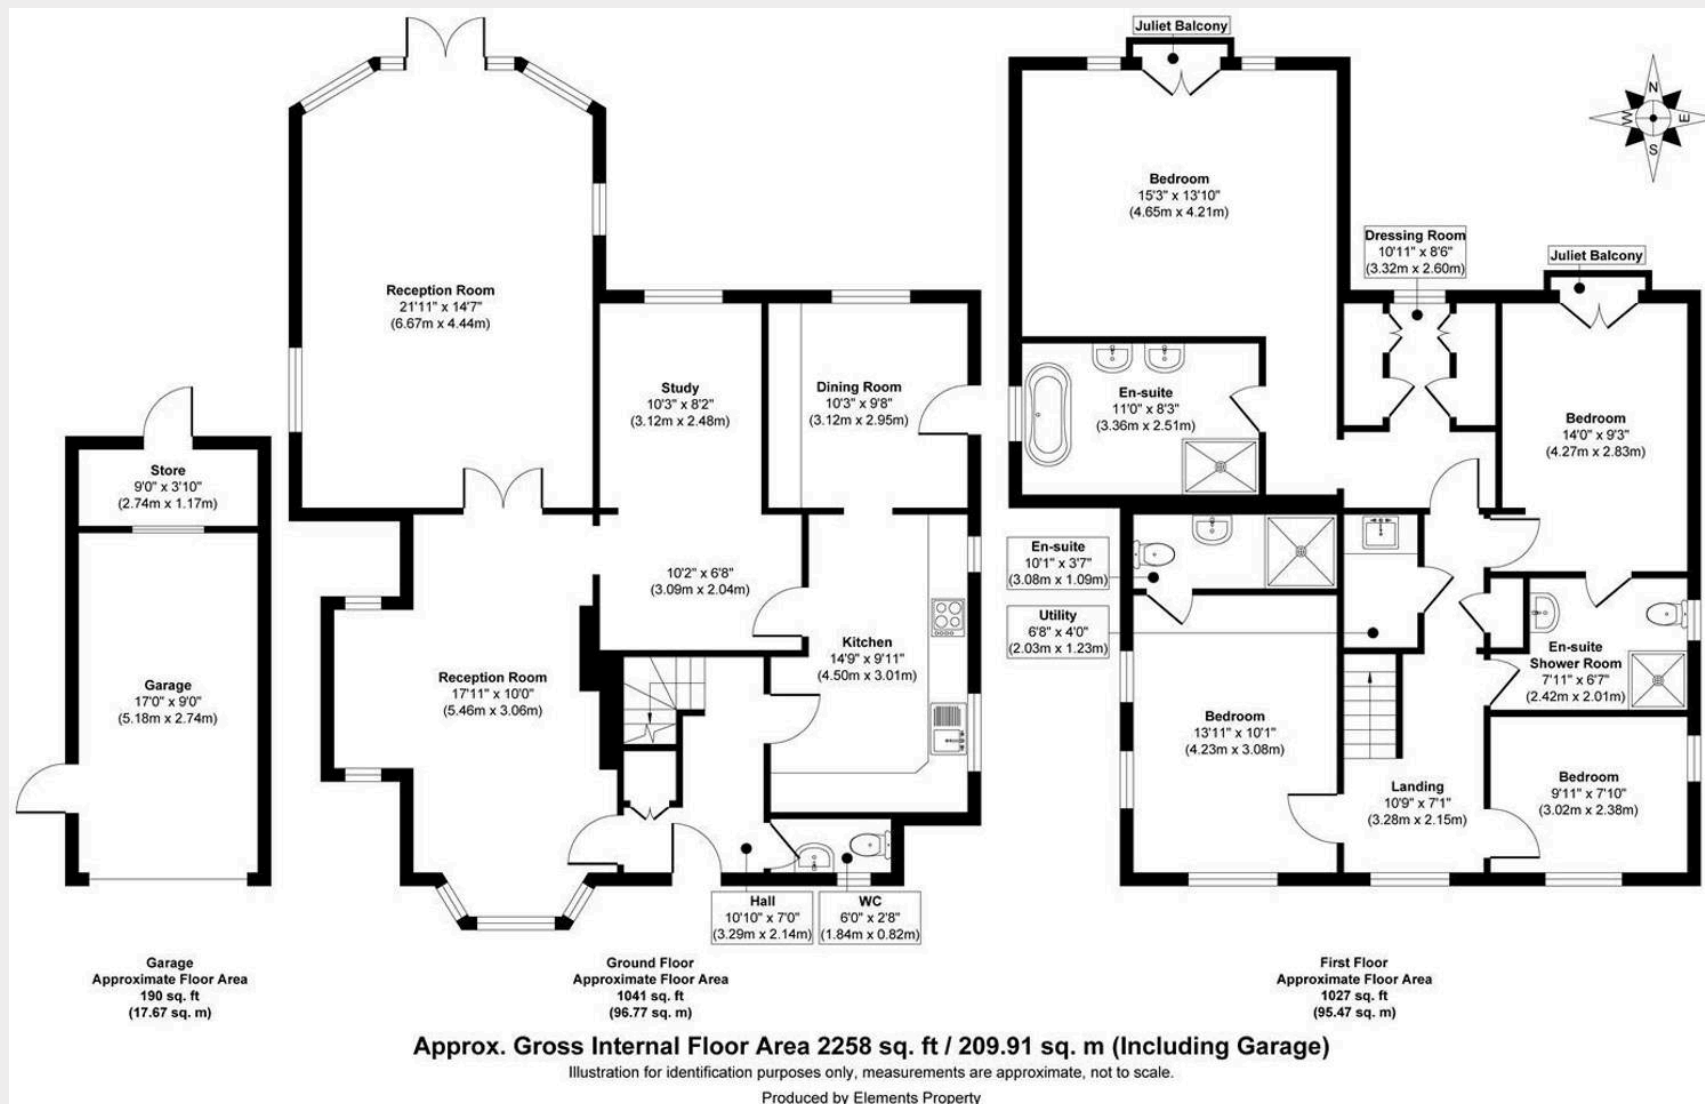 Juliet Balcony
N
W
E
S
Bedroom
15'3" x 13'10"
(4.65m x 4.21m)
Dressing Room
10'11" x 8'6"
(3.32m x 2.60m)
Juliet Balcony
Reception Room
21'11" x 14'7"
(6.67m x 4.44m)
Study
10'3" x 8'2"
(3.12m x 2.48m)
Dining Room
10'3" x 9'8"
(3.12m x 2.95m)
En-suite
11'0" x 8'3"
(3.36m x 2.51m)
Bedroom
14'0" x 9'3"
(4.27m x 2.83m)
Store
9'0" x 3'10"
(2.74m x 1.17m)
10'2" x 6'8"
(3.09m x 2.04m)
En-suite
10'1" x 3'7"
(3.08m x 1.09m)
Utility
6'8" x 4'0"
(2.03m x 1.23m)
Kitchen
14'9" x 9'11"
(4.50m x 3.01m)
En-suite
Shower Room
7'11" x 6'7"
(2.42m x 2.01m)
Garage
17'0" x 9'0"
(5.18m x 2.74m)
Reception Room
17'11" x 10'0"
(5.46m x 3.06m)
Bedroom
13'11" x 10'1"
(4.23m x 3.08m)
Landing
10'9" x 7'1"
(3.28m x 2.15m)
Bedroom
9'11" x 7'10"
(3.02m x 2.38m)
Hall
10'10" x 7'0"
(3.29m x 2.14m)
WC
6'0" x 2'8"
(1.84m x 0.82m)
Garage
Approximate Floor Area
190 sq. ft
(17.67 sq. m)
Ground Floor
Approximate Floor Area
1041 sq. ft
(96.77 sq. m)
First Floor
Approximate Floor Area
1027 sq. ft
(95.47 sq. m)
Approx. Gross Internal Floor Area 2258 sq. ft / 209.91 sq. m (Including Garage)
Illustration for identification purposes only, measurements are approximate, not to scale.
Produced by Elements Property